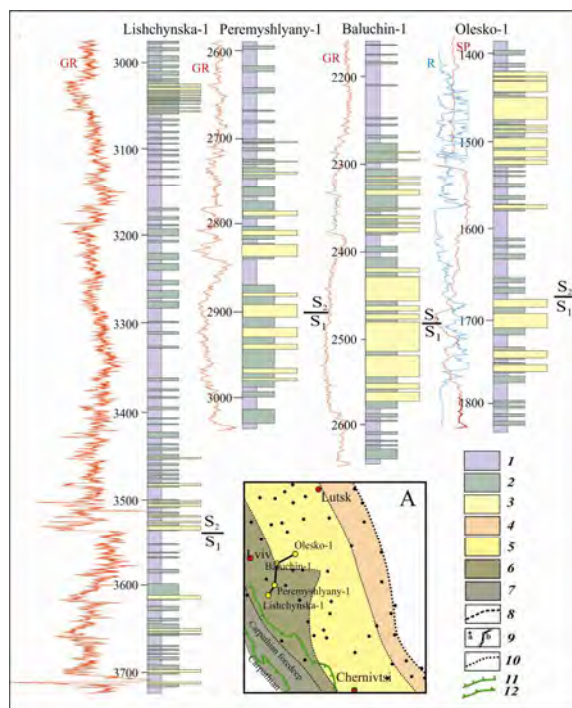 Lishchynska-1 Peremyshlyany-1 Baluchin-1 Olesko-1
GR
3000
3100
3200
3300
3400
3500
3600
3700
S2
S1
GR
2600
2700
2800
2900
3000
S2
S1
GR
2200
2300
2400
2500
2600
S2
S1
R
SP
1400
1500
1600
1700
1800
S2
S1
A
Lutsk
Lviv
Olesko-1
Baluchin-1
Peremyshlyany-1
Lishchynska-1
Carpathian foredeep
Carpathian
Chernivtsi
1
2
3
4
5
6
7
8
9
10
11
12